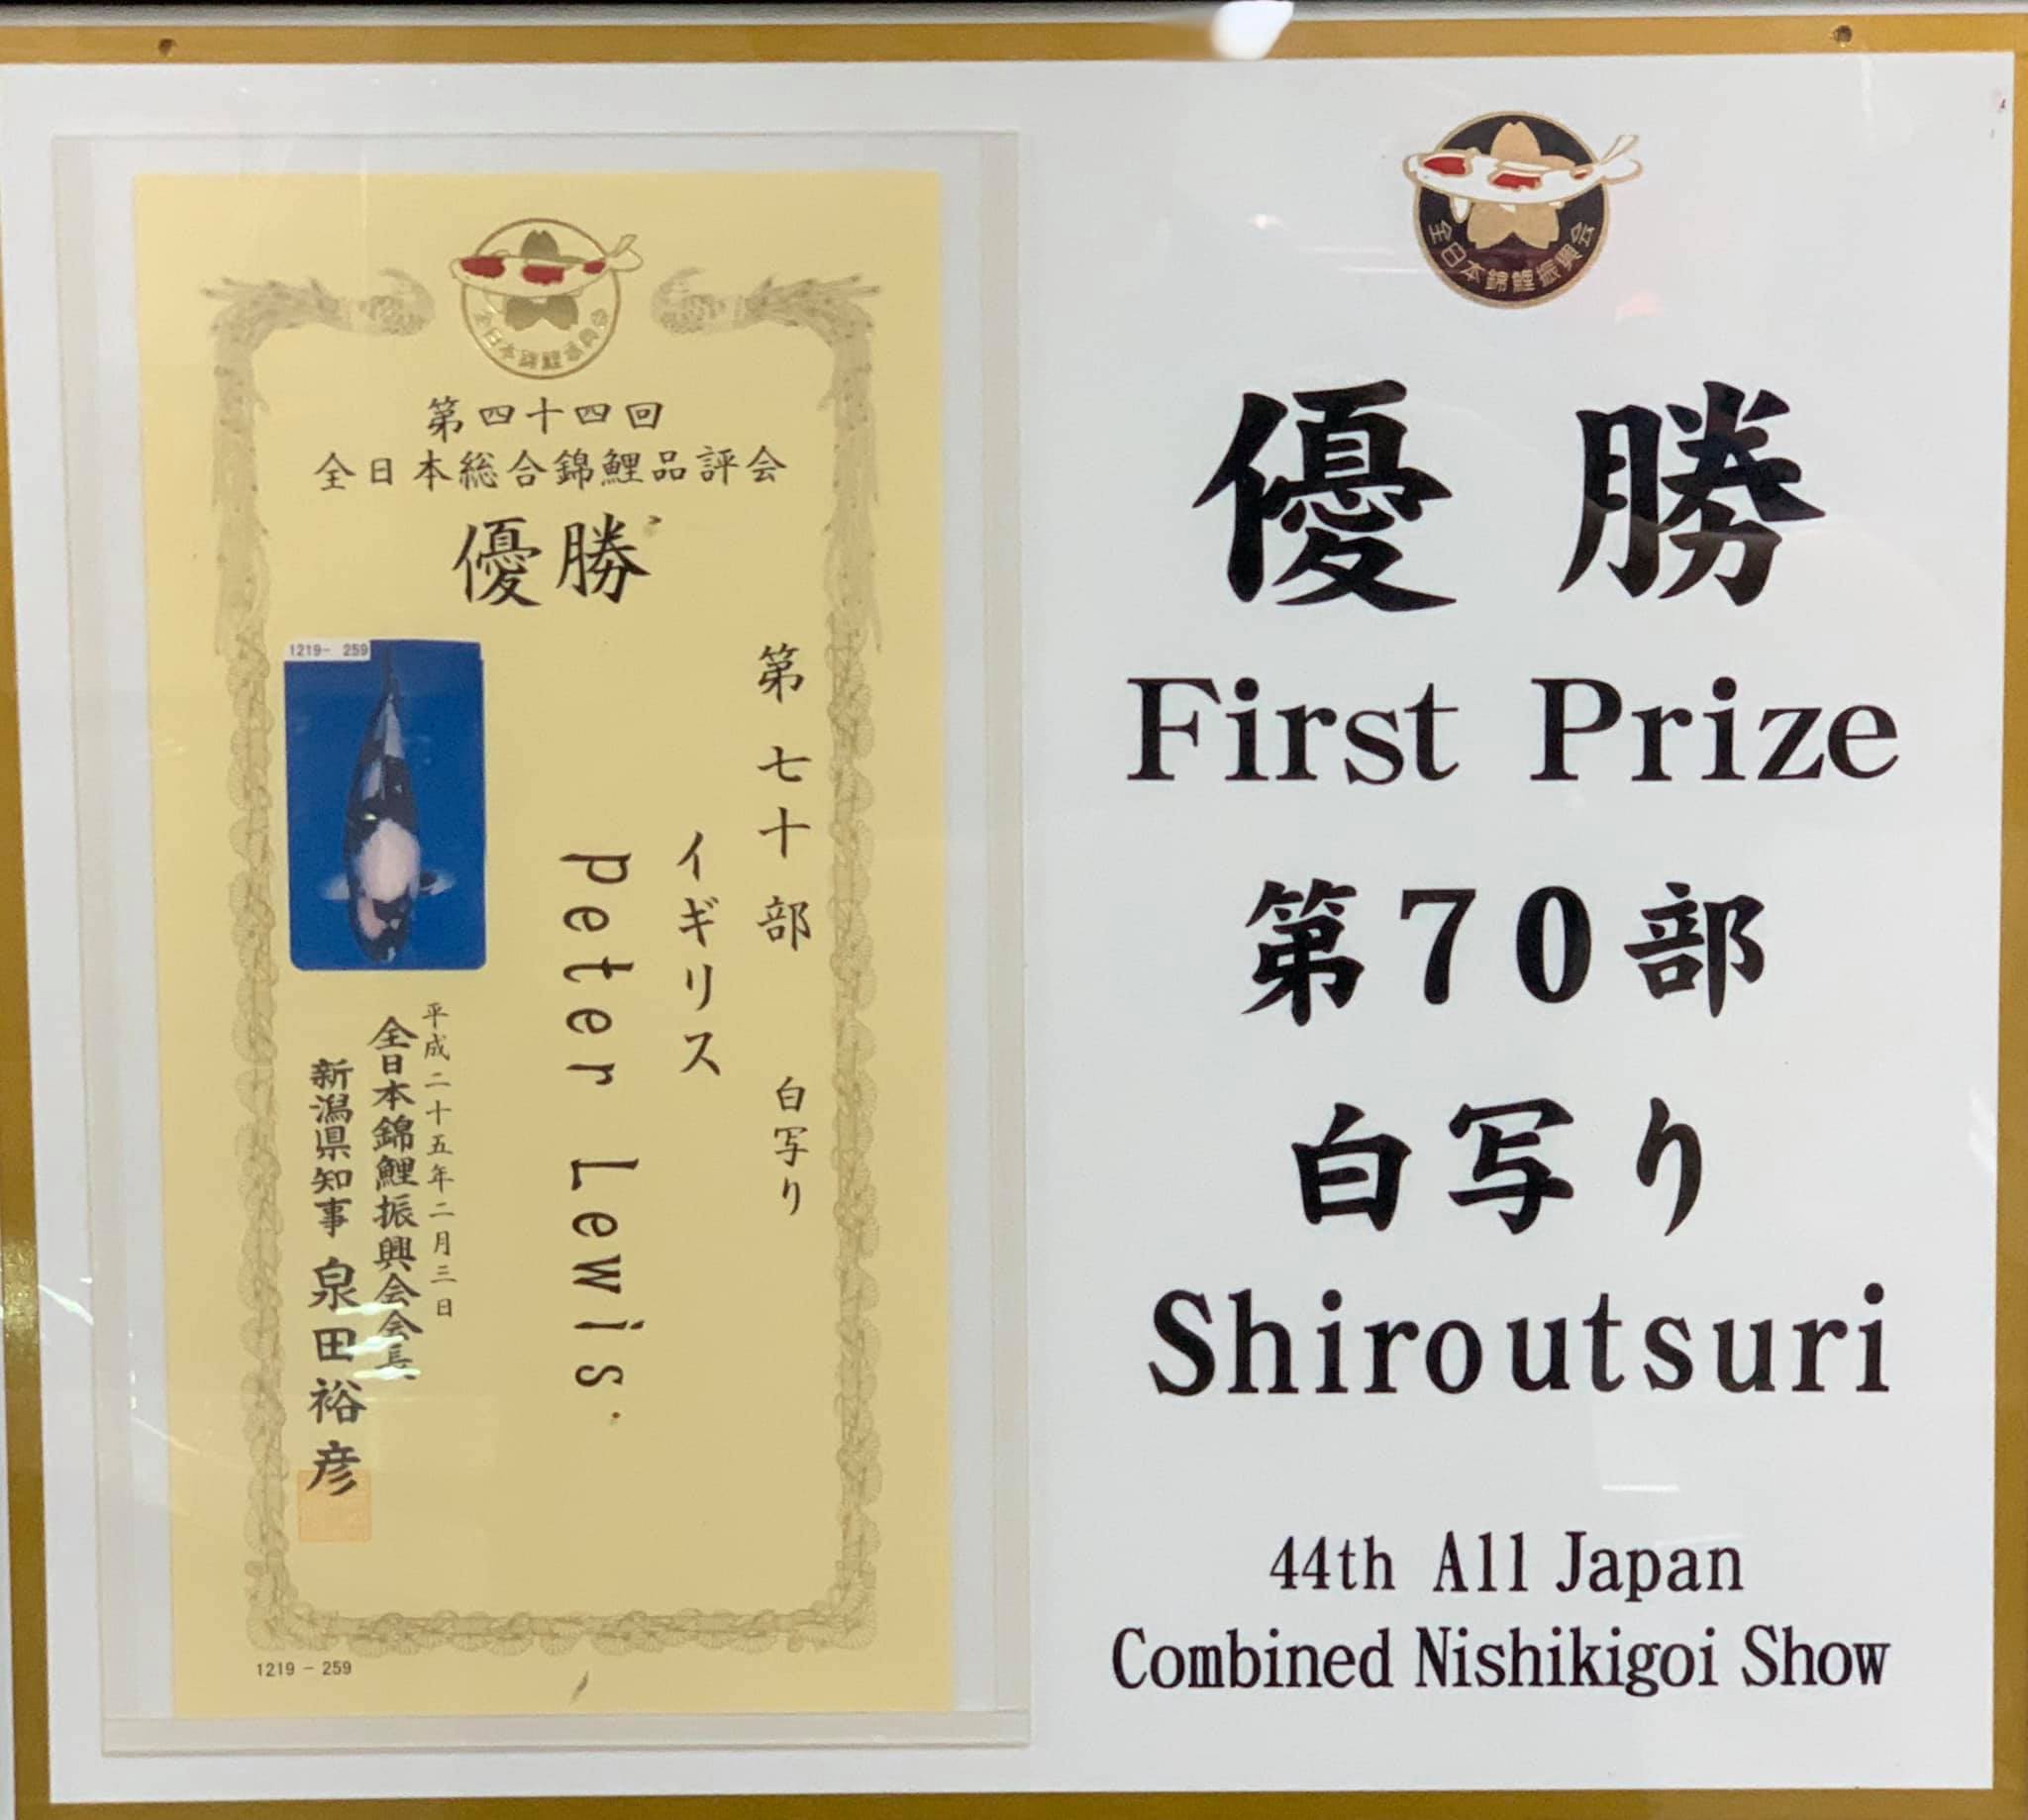 全日本錦鯉振興会
第四十四回
全日本総合錦鯉品評会
優勝
第七十部 白写り
イギリス
Peter Lewis
1219- 259
平成二十五年二月三日
全日本錦鯉振興会会長
新潟県知事 泉田裕彦
1219 - 259
全日本錦鯉振興会
優勝
First Prize
第70部
白写り
Shiroutsuri
44th All Japan
Combined Nishikigoi Show